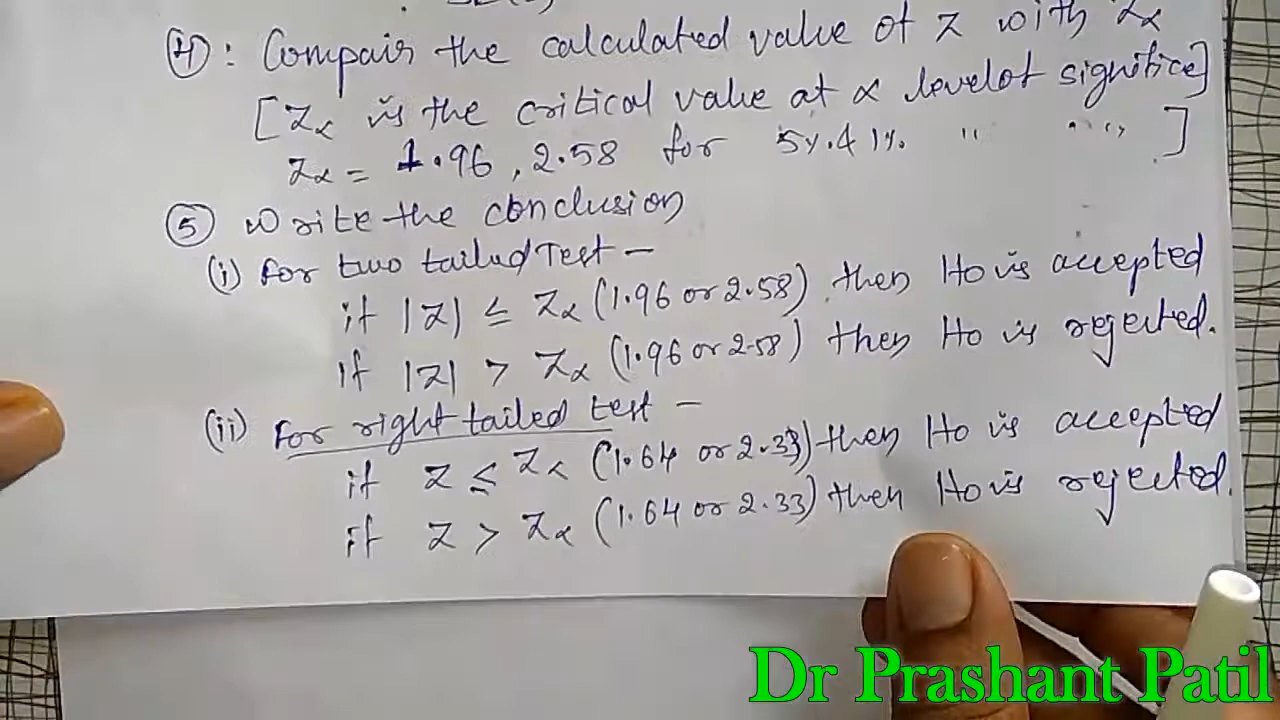 ④ : Compair the calculated value of Z with Zα
[Zα is the critical value at α level of significe]
Zα = 1.96, 2.58 for 5% & 1% " " " ]
⑤ Write the conclusion
(i) for two tailed Test —
if |Z| ≤ Zα (1.96 or 2.58), then Ho is accepted
if |Z| > Zα (1.96 or 2.58) then Ho is rejected.
(ii) For right tailed test —
if Z ≤ Zα (1.64 or 2.33) then Ho is accepted
if Z > Zα (1.64 or 2.33) then Ho is rejected.
Dr Prashant Patil